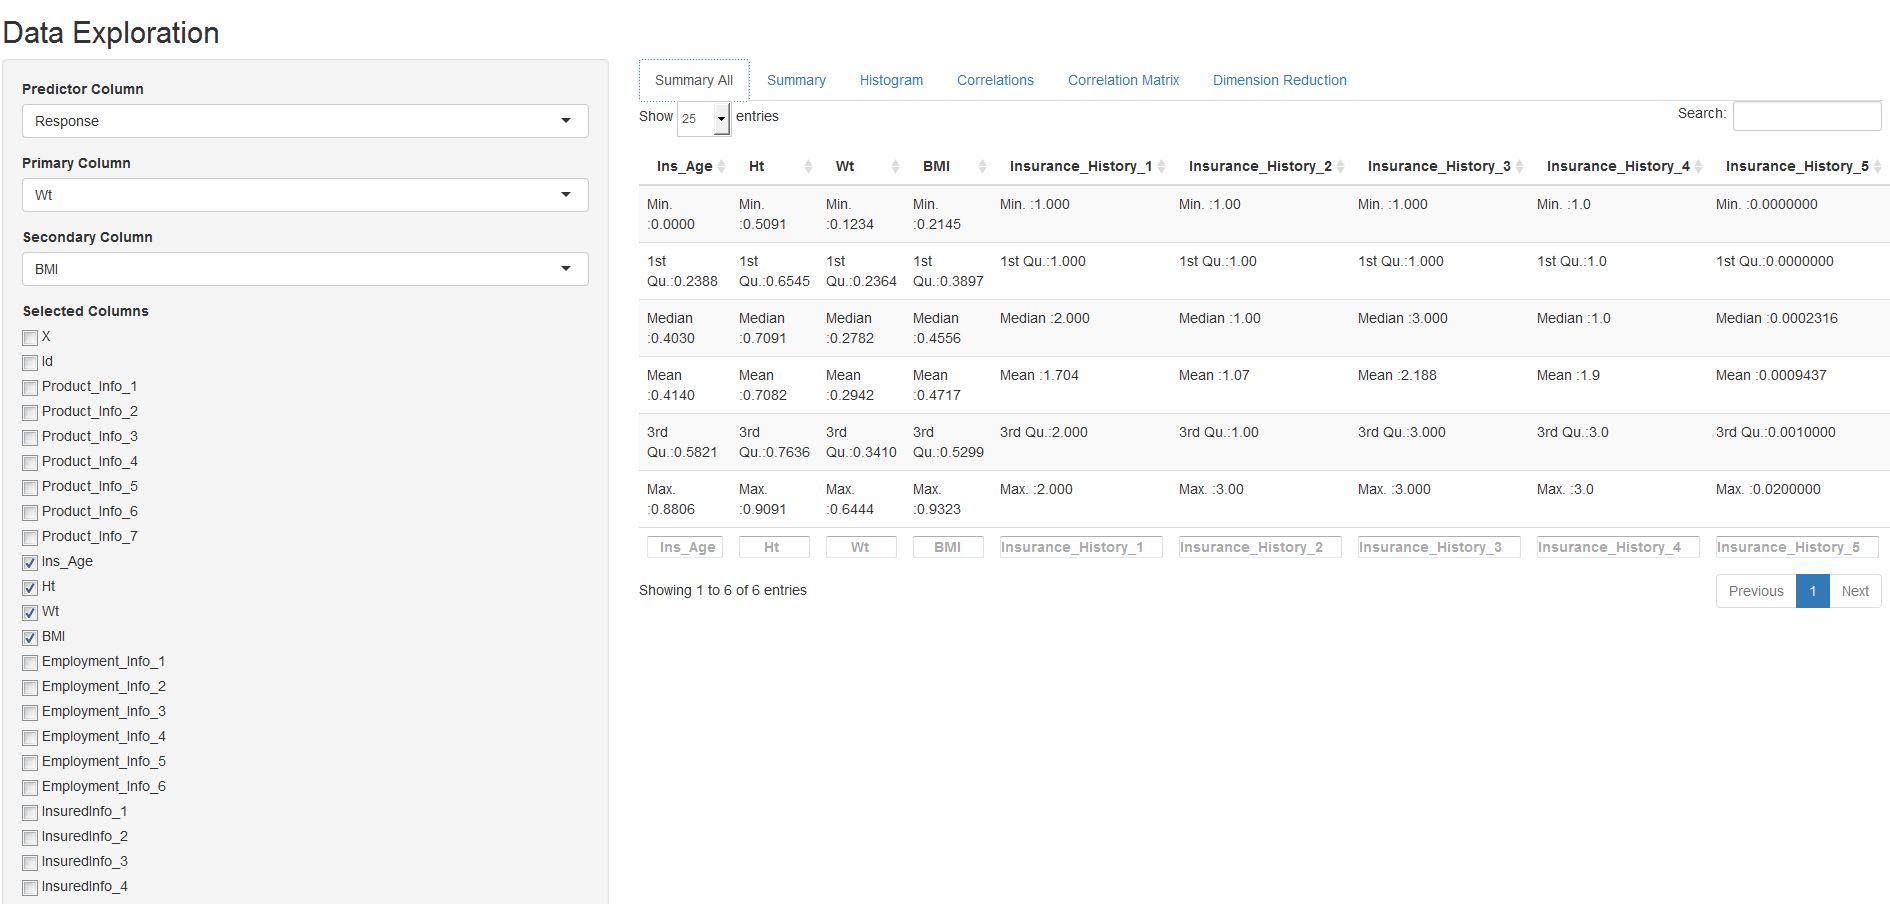 Data Exploration
Predictor Column
Response
Primary Column
Wt
Secondary Column
BMI
Selected Columns
X
Id
Product_Info_1
Product_Info_2
Product_Info_3
Product_Info_4
Product_Info_5
Product_Info_6
Product_Info_7
Ins_Age
Ht
Wt
BMI
Employment_Info_1
Employment_Info_2
Employment_Info_3
Employment_Info_4
Employment_Info_5
Employment_Info_6
InsuredInfo_1
InsuredInfo_2
InsuredInfo_3
InsuredInfo_4
Summary All Summary Histogram Correlations Correlation Matrix Dimension Reduction
Show 25 entries Search:
Ins_Age Ht Wt BMI Insurance_History_1 Insurance_History_2 Insurance_History_3 Insurance_History_4 Insurance_History_5
Min. Min. Min. Min. Min. :1.000 Min. :1.00 Min. :1.000 Min. :1.0 Min. :0.0000000
:0.0000 :0.5091 :0.1234 :0.2145
1st 1st 1st 1st 1st Qu.:1.000 1st Qu.:1.00 1st Qu.:1.000 1st Qu.:1.0 1st Qu.:0.0000000
Qu.:0.2388 Qu.:0.6545 Qu.:0.2364 Qu.:0.3897
Median Median Median Median Median :2.000 Median :1.00 Median :3.000 Median :1.0 Median :0.0002316
:0.4030 :0.7091 :0.2782 :0.4556
Mean Mean Mean Mean Mean :1.704 Mean :1.07 Mean :2.188 Mean :1.9 Mean :0.0009437
:0.4140 :0.7082 :0.2942 :0.4717
3rd 3rd 3rd 3rd 3rd Qu.:2.000 3rd Qu.:1.00 3rd Qu.:3.000 3rd Qu.:3.0 3rd Qu.:0.0010000
Qu.:0.5821 Qu.:0.7636 Qu.:0.3410 Qu.:0.5299
Max. Max. Max. Max. Max. :2.000 Max. :3.00 Max. :3.000 Max. :3.0 Max. :0.0200000
:0.8806 :0.9091 :0.6444 :0.9323
Ins_Age Ht Wt BMI Insurance_History_1 Insurance_History_2 Insurance_History_3 Insurance_History_4 Insurance_History_5
Showing 1 to 6 of 6 entries Previous 1 Next